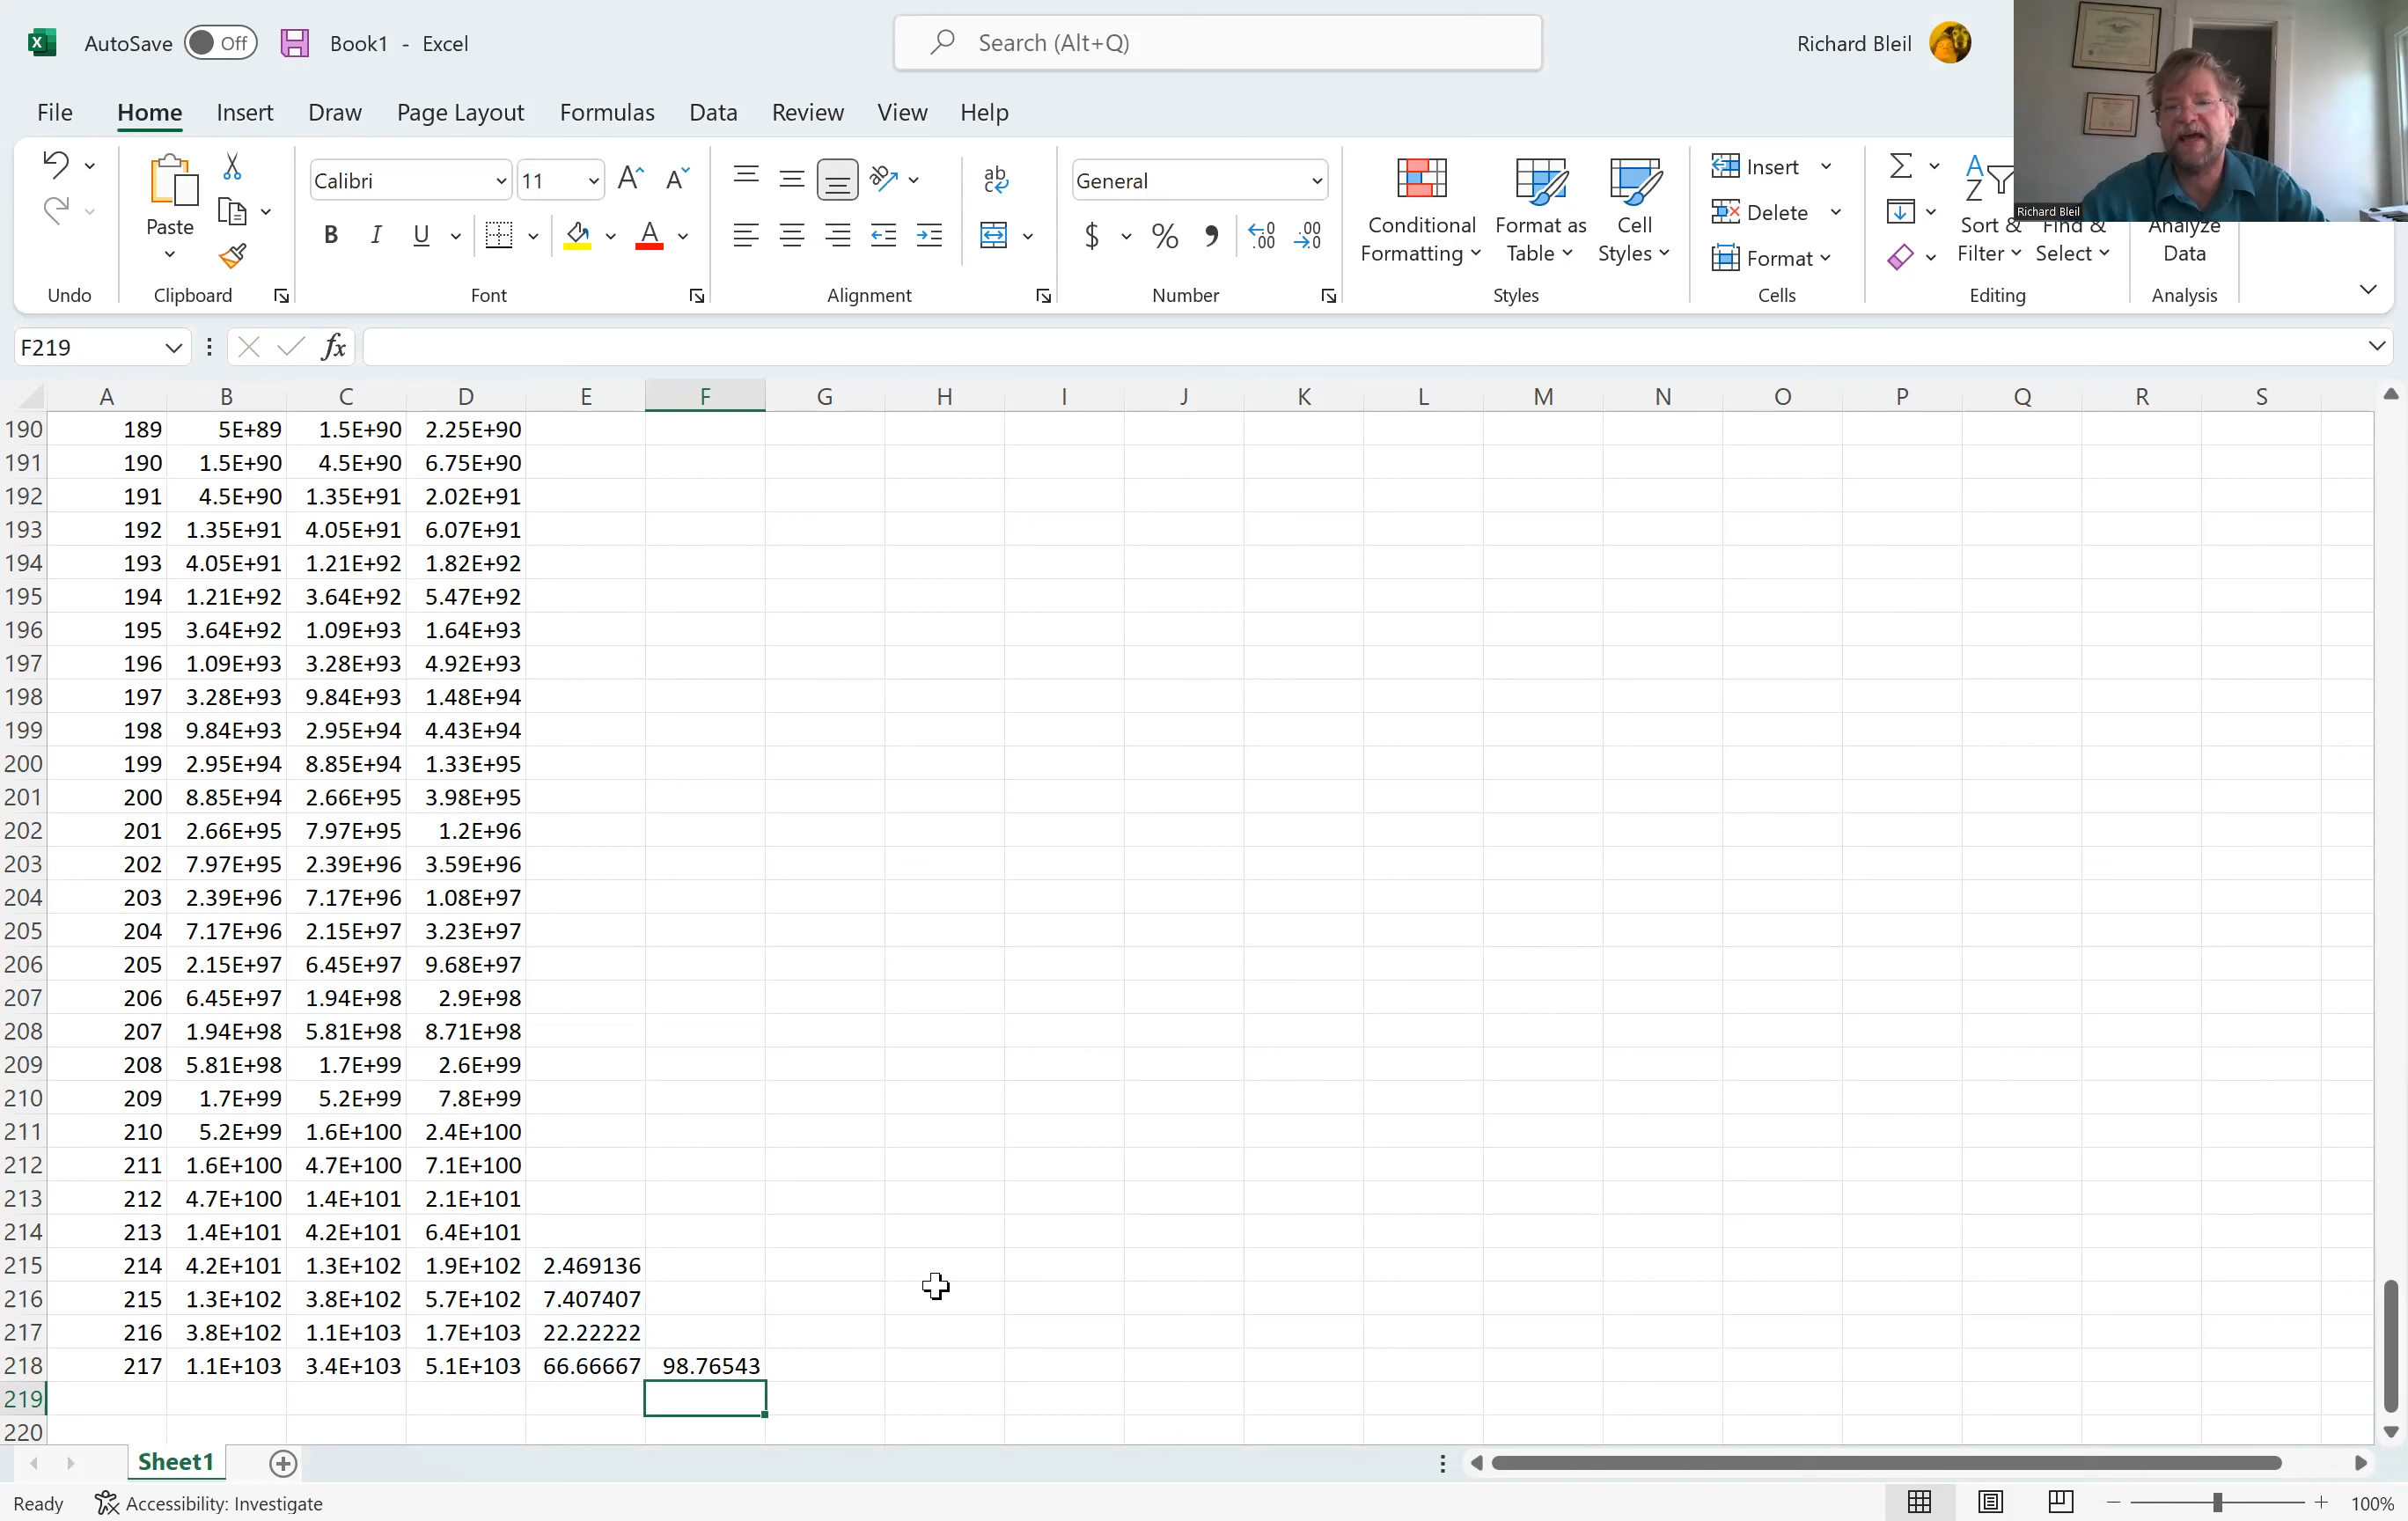 AutoSave Off Book1 - Excel Search (Alt+Q) Richard Bleil
File Home Insert Draw Page Layout Formulas Data Review View Help
Calibri 11 General Insert
Paste Delete
Conditional Formatting Format as Table Cell Styles Format Sort & Filter Find & Select Analyze Data
Undo Clipboard Font Alignment Number Styles Cells Editing Analysis
Richard Bleil
F219 fx
A B C D E F G H I J K L M N O P Q R S
190 189 5E+89 1.5E+90 2.25E+90
191 190 1.5E+90 4.5E+90 6.75E+90
192 191 4.5E+90 1.35E+91 2.02E+91
193 192 1.35E+91 4.05E+91 6.07E+91
194 193 4.05E+91 1.21E+92 1.82E+92
195 194 1.21E+92 3.64E+92 5.47E+92
196 195 3.64E+92 1.09E+93 1.64E+93
197 196 1.09E+93 3.28E+93 4.92E+93
198 197 3.28E+93 9.84E+93 1.48E+94
199 198 9.84E+93 2.95E+94 4.43E+94
200 199 2.95E+94 8.85E+94 1.33E+95
201 200 8.85E+94 2.66E+95 3.98E+95
202 201 2.66E+95 7.97E+95 1.2E+96
203 202 7.97E+95 2.39E+96 3.59E+96
204 203 2.39E+96 7.17E+96 1.08E+97
205 204 7.17E+96 2.15E+97 3.23E+97
206 205 2.15E+97 6.45E+97 9.68E+97
207 206 6.45E+97 1.94E+98 2.9E+98
208 207 1.94E+98 5.81E+98 8.71E+98
209 208 5.81E+98 1.7E+99 2.6E+99
210 209 1.7E+99 5.2E+99 7.8E+99
211 210 5.2E+99 1.6E+100 2.4E+100
212 211 1.6E+100 4.7E+100 7.1E+100
213 212 4.7E+100 1.4E+101 2.1E+101
214 213 1.4E+101 4.2E+101 6.4E+101
215 214 4.2E+101 1.3E+102 1.9E+102 2.469136
216 215 1.3E+102 3.8E+102 5.7E+102 7.407407
217 216 3.8E+102 1.1E+103 1.7E+103 22.22222
218 217 1.1E+103 3.4E+103 5.1E+103 66.66667 98.76543
219
220
Sheet1
Ready Accessibility: Investigate 100%